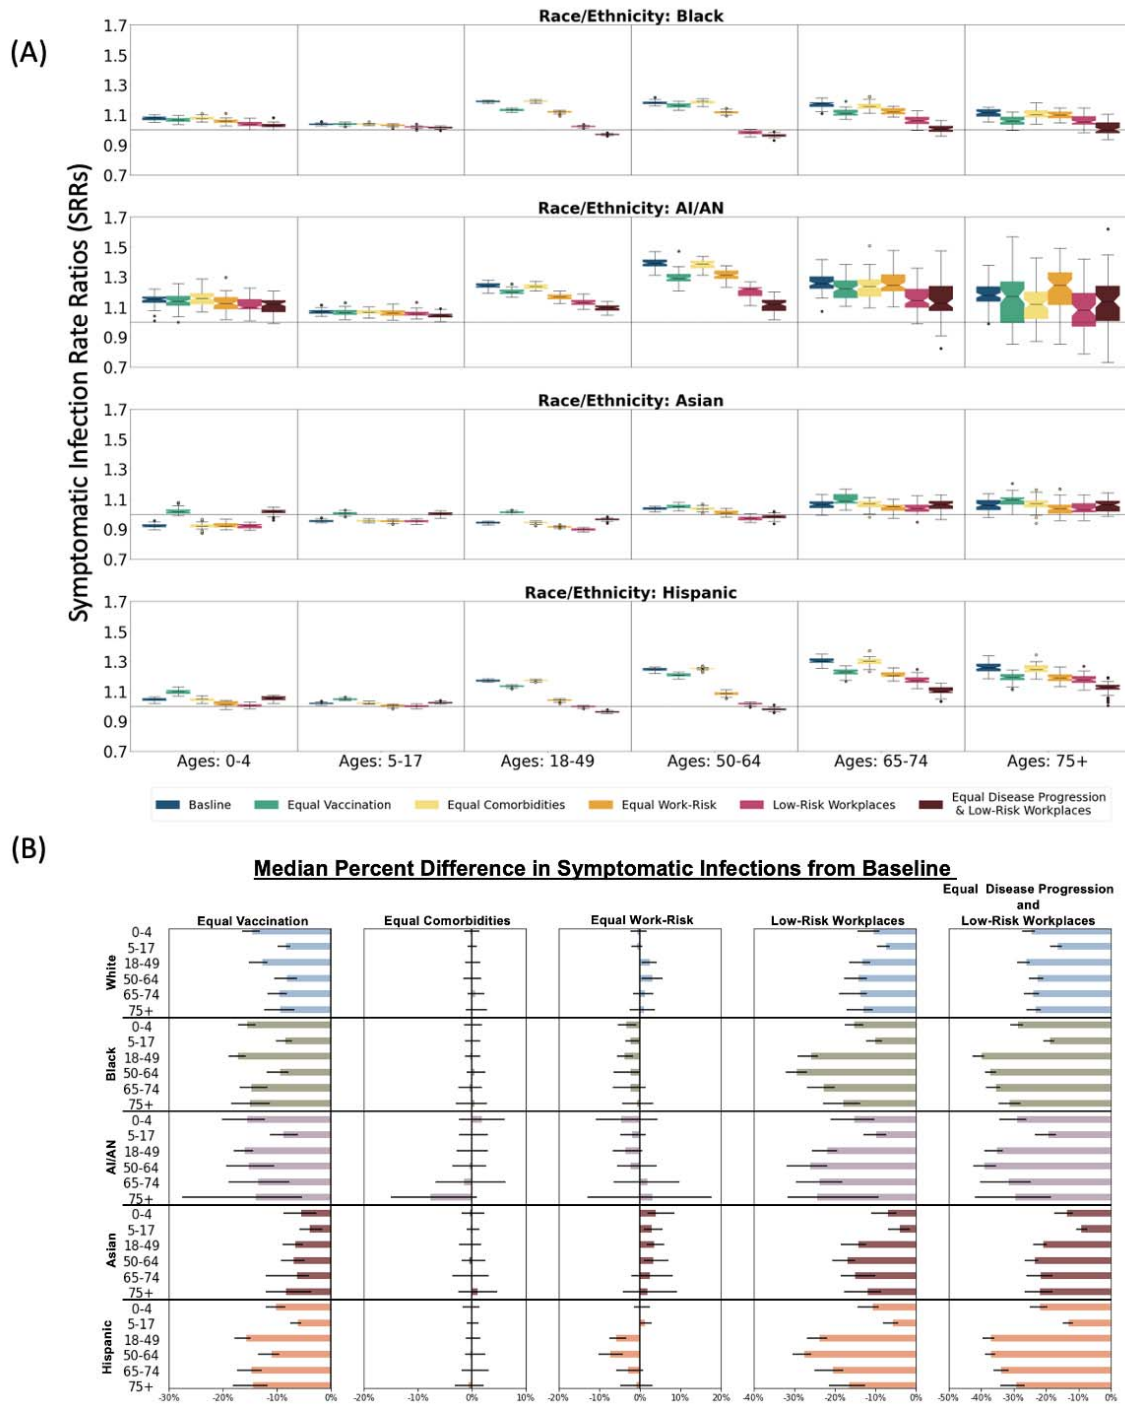 (A)
Race/Ethnicity: Black
1.7
1.5
1.3
1.1
0.9
0.7
Race/Ethnicity: AI/AN
1.7
1.5
1.3
1.1
0.9
0.7
Symptomatic Infection Rate Ratios (SRRs)
Race/Ethnicity: Asian
1.7
1.5
1.3
1.1
0.9
0.7
Race/Ethnicity: Hispanic
1.7
1.5
1.3
1.1
0.9
0.7
Ages: 0-4 Ages: 5-17 Ages: 18-49 Ages: 50-64 Ages: 65-74 Ages: 75+
Basline Equal Vaccination Equal Comorbidities Equal Work-Risk Low-Risk Workplaces Equal Disease Progression
& Low-Risk Workplaces
(B)
Median Percent Difference in Symptomatic Infections from Baseline
Equal Vaccination Equal Comorbidities Equal Work-Risk Low-Risk Workplaces Equal Disease Progression
and
Low-Risk Workplaces
White
0-4
5-17
18-49
50-64
65-74
75+
Black
0-4
5-17
18-49
50-64
65-74
75+
AI/AN
0-4
5-17
18-49
50-64
65-74
75+
Asian
0-4
5-17
18-49
50-64
65-74
75+
Hispanic
0-4
5-17
18-49
50-64
65-74
75+
-30% -20% -10% 0% -20% -10% 0% 10% -20% -10% 0% 10% 20% -40% -30% -20% -10% 0% -50% -40% -30% -20% -10% 0%